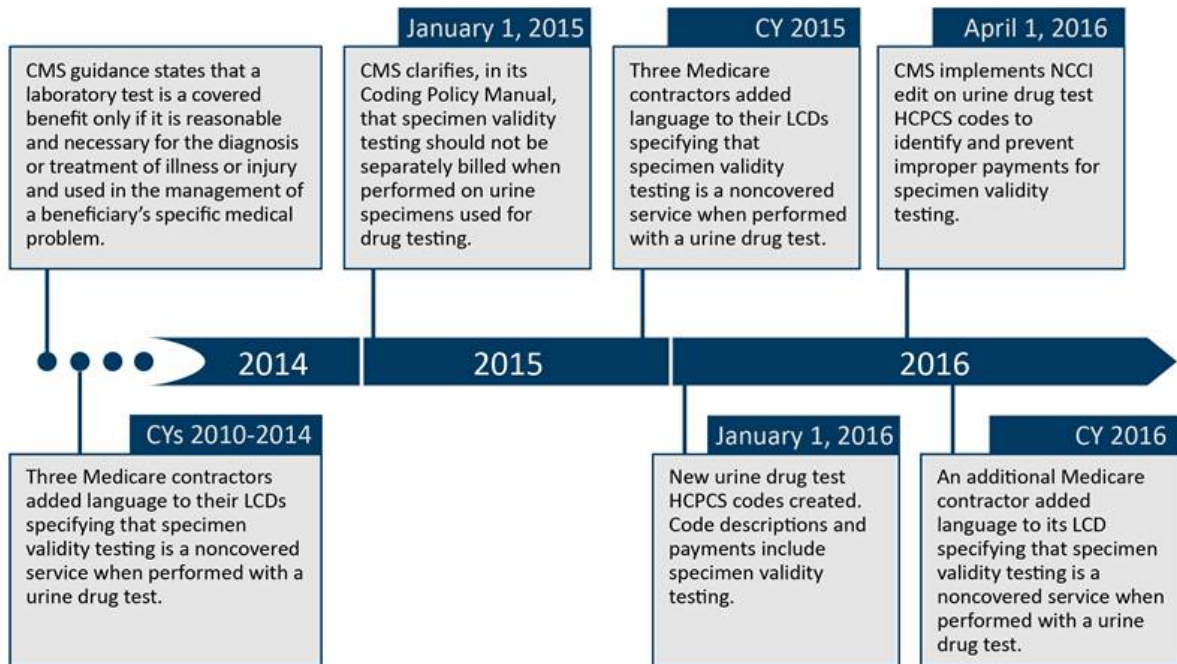 CMS guidance states that a
laboratory test is a covered
benefit only if it is reasonable
and necessary for the diagnosis
or treatment of illness or injury
and used in the management of
a beneficiary's specific medical
problem.
January 1, 2015
CMS clarifies, in its
Coding Policy Manual,
that specimen validity
testing should not be
separately billed when
performed on urine
specimens used for
drug testing.
CY 2015
Three Medicare
contractors added
language to their LCDs
specifying that
specimen validity
testing is a noncovered
service when performed
with a urine drug test.
April 1, 2016
CMS implements NCCI
edit on urine drug test
HCPCS codes to
identify and prevent
improper payments for
specimen validity
testing.
2014
2015
2016
CYs 2010-2014
Three Medicare contractors
added language to their LCDs
specifying that specimen
validity testing is a noncovered
service when performed with a
urine drug test.
January 1, 2016
New urine drug test
HCPCS codes created.
Code descriptions and
payments include
specimen validity
testing.
CY 2016
An additional Medicare
contractor added
language to its LCD
specifying that specimen
validity testing is a
noncovered service when
performed with a urine
drug test.